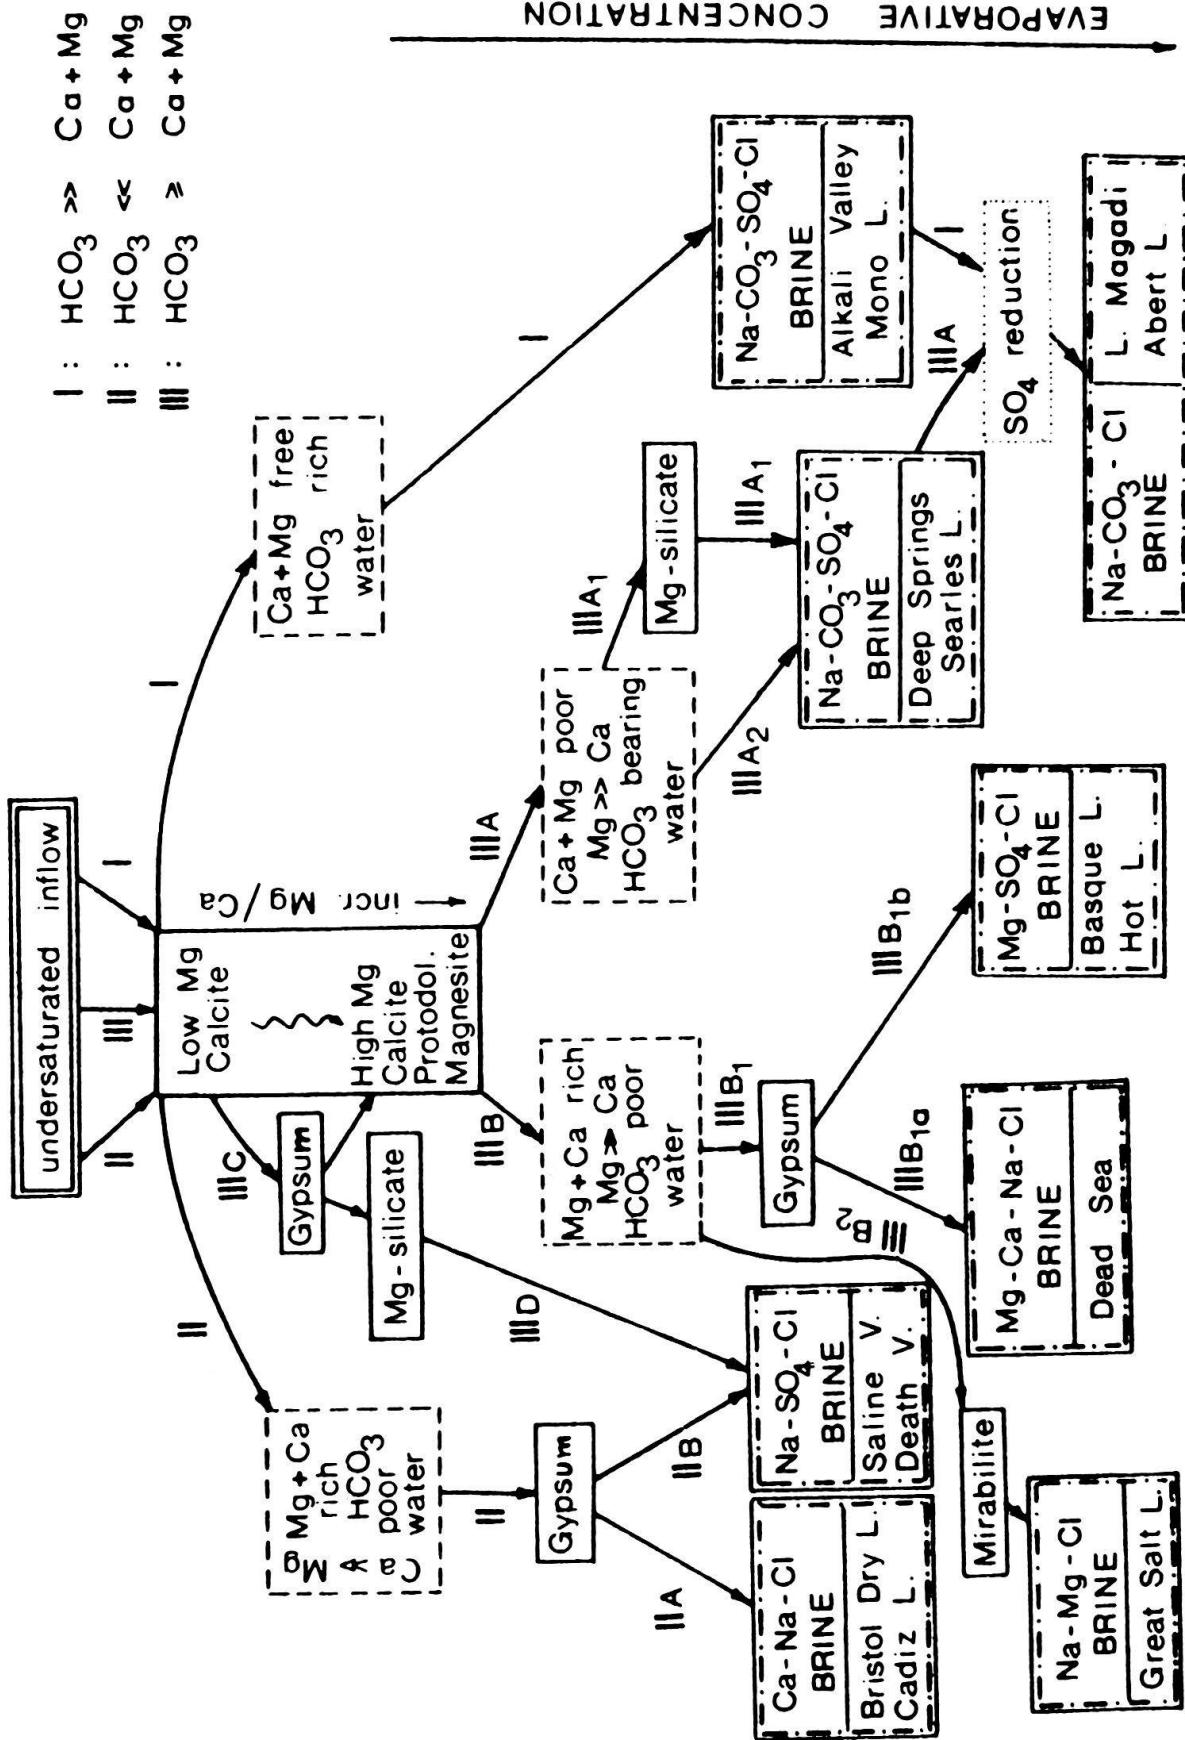 I : HCO3 >> Ca+Mg
II : HCO3 << Ca+Mg
III : HCO3 ⩾ Ca+Mg
EVAPORATIVE CONCENTRATION
undersaturated inflow
II
III
I
Low Mg
Calcite
High Mg
Calcite
Protodol.
Magnesite
incr. Mg/Ca
II
I
IIIC
Gypsum
Mg-silicate
IIID
IIIB
IIIA
Mg+Ca
rich
HCO3
poor
water
Mg
Ca
Ca+Mg free
HCO3 rich
water
I
II
Gypsum
IIA
IIB
Mg+Ca rich
Mg>>Ca
HCO3 poor
water
IIIB1
Gypsum
IIIB2
IIIB1a
IIIB1b
Ca+Mg poor
Mg>>Ca
HCO3 bearing
water
IIIA1
Mg-silicate
IIIA1
IIIA2
Ca-Na-Cl
BRINE
Bristol Dry L.
Cadiz L.
Na-SO4-Cl
BRINE
Saline V.
Death V.
Na-CO3-SO4-Cl
BRINE
Deep Springs
Searles L.
Na-CO3-SO4-Cl
BRINE
Alkali Valley
Mono L.
IIIA
I
Mirabilite
Na-Mg-Cl
BRINE
Great Salt L.
Mg-Ca-Na-Cl
BRINE
Dead Sea
Mg-SO4-Cl
BRINE
Basque L.
Hot L.
SO4 reduction
Na-CO3-Cl
BRINE
L. Magadi
Abert L.